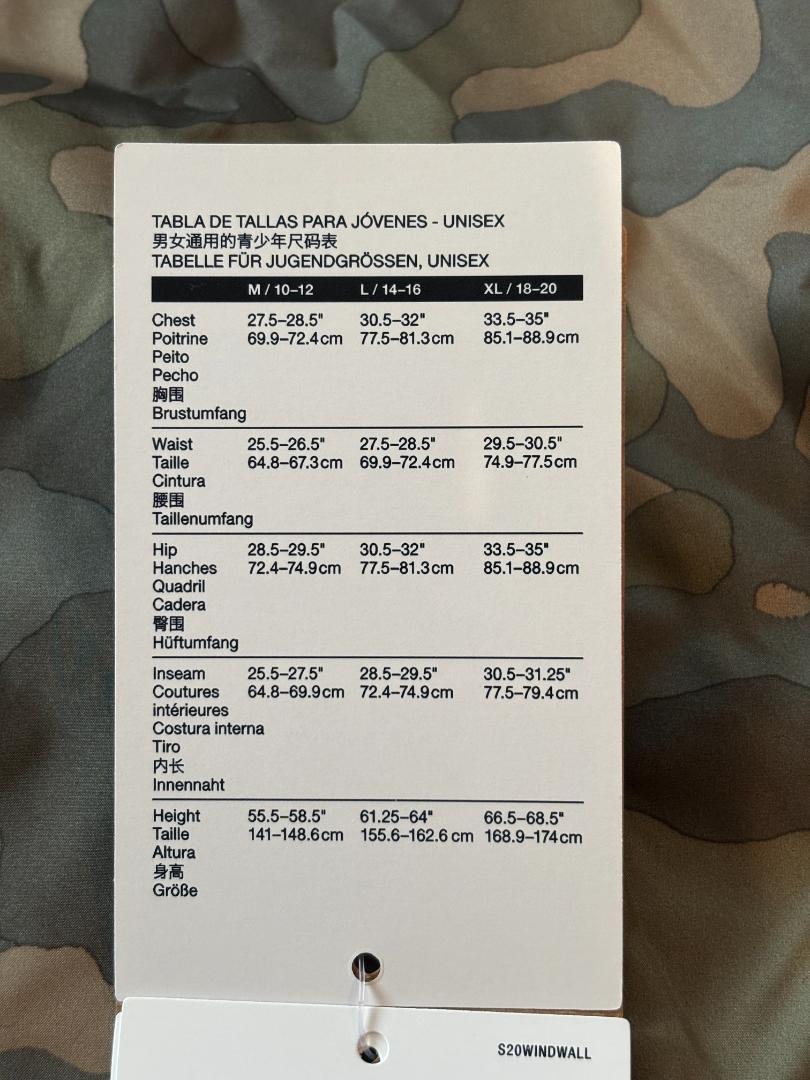 TABLA DE TALLAS PARA JÓVENES - UNISEX
男女通用的青少年尺码表
TABELLE FÜR JUGENDGRÖSSEN, UNISEX
M / 10–12 L / 14–16 XL / 18–20
Chest 27.5–28.5" 30.5–32" 33.5–35"
Poitrine 69.9–72.4cm 77.5–81.3cm 85.1–88.9cm
Peito
Pecho
胸围
Brustumfang
Waist 25.5–26.5" 27.5–28.5" 29.5–30.5"
Taille 64.8–67.3cm 69.9–72.4cm 74.9–77.5cm
Cintura
腰围
Taillenumfang
Hip 28.5–29.5" 30.5–32" 33.5–35"
Hanches 72.4–74.9cm 77.5–81.3cm 85.1–88.9cm
Quadril
Cadera
臀围
Hüftumfang
Inseam 25.5–27.5" 28.5–29.5" 30.5–31.25"
Coutures 64.8–69.9cm 72.4–74.9cm 77.5–79.4cm
intérieures
Costura interna
Tiro
内长
Innennaht
Height 55.5–58.5" 61.25–64" 66.5–68.5"
Taille 141–148.6cm 155.6–162.6 cm 168.9–174cm
Altura
身高
Größe
S20WINDWALL